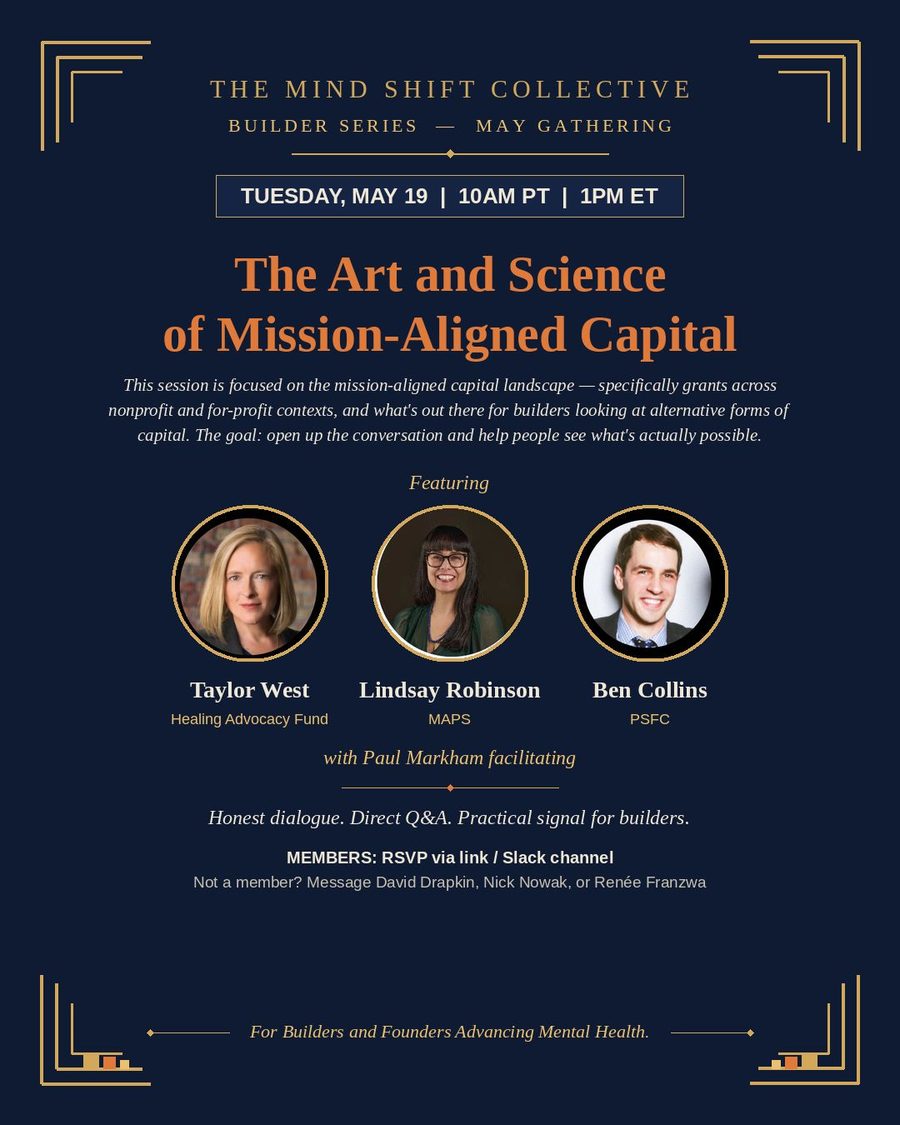 THE MIND SHIFT COLLECTIVE
BUILDER SERIES — MAY GATHERING
TUESDAY, MAY 19 | 10AM PT | 1PM ET
The Art and Science
of Mission-Aligned Capital
This session is focused on the mission-aligned capital landscape — specifically grants across
nonprofit and for-profit contexts, and what's out there for builders looking at alternative forms of
capital. The goal: open up the conversation and help people see what's actually possible.
Featuring
Taylor West
Healing Advocacy Fund
Lindsay Robinson
MAPS
Ben Collins
PSFC
with Paul Markham facilitating
Honest dialogue. Direct Q&A. Practical signal for builders.
MEMBERS: RSVP via link / Slack channel
Not a member? Message David Drapkin, Nick Nowak, or Renée Franzwa
For Builders and Founders Advancing Mental Health.